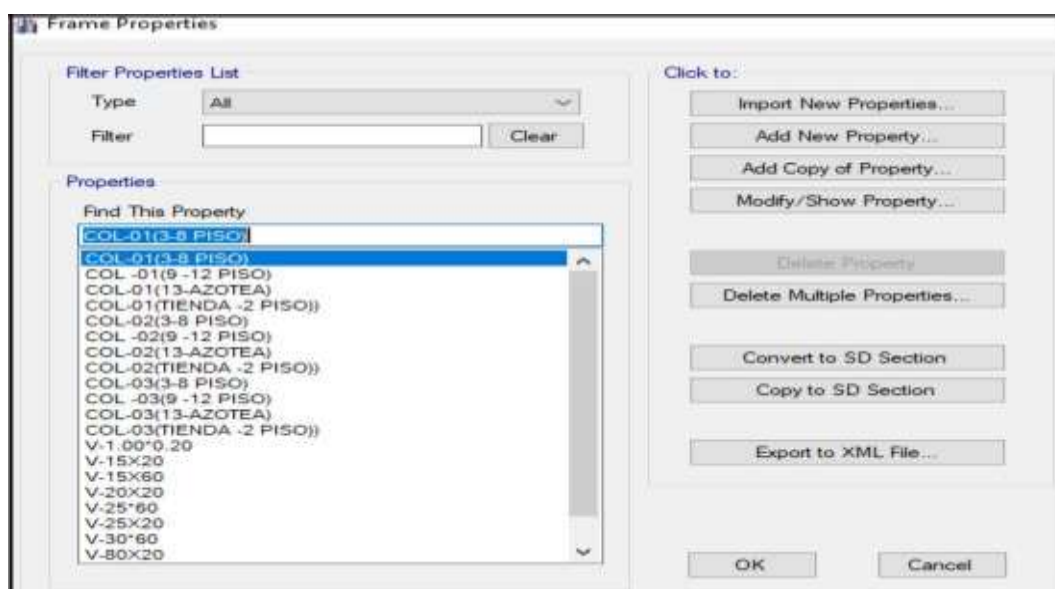 Frame Properties
Filter Properties List
Type All
Filter Clear
Properties
Find This Property
COL-01(3-8 PISO)
COL-01(3-8 PISO)
COL -01(9 -12 PISO)
COL-01(13-AZOTEA)
COL-01(TIENDA -2 PISO))
COL-02(3-8 PISO)
COL -02(9 -12 PISO)
COL-02(13-AZOTEA)
COL-02(TIENDA -2 PISO))
COL-03(3-8 PISO)
COL -03(9 -12 PISO)
COL-03(13-AZOTEA)
COL-03(TIENDA -2 PISO))
V-1.00*0.20
V-15X20
V-15X60
V-20X20
V-25*60
V-25X20
V-30*60
V-80X20
Click to:
Import New Properties...
Add New Property...
Add Copy of Property...
Modify/Show Property...
Delete Property
Delete Multiple Properties...
Convert to SD Section
Copy to SD Section
Export to XML File...
OK Cancel